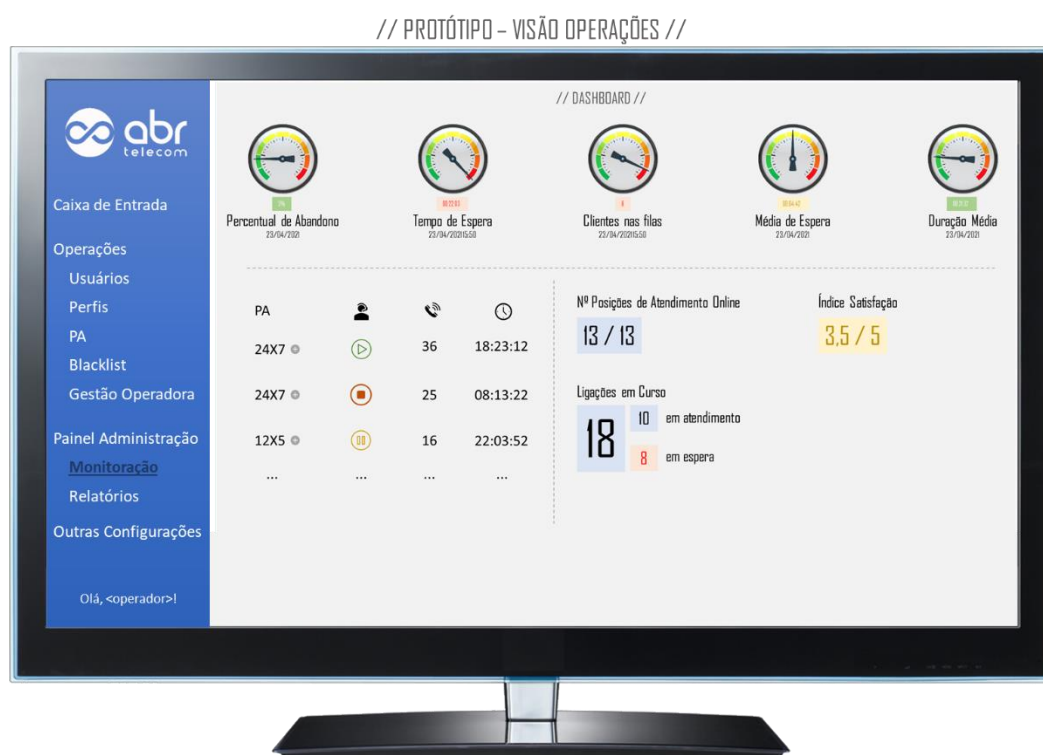 // PROTÓTIPO – VISÃO OPERAÇÕES //
abr
telecom
Caixa de Entrada
Operações
Usuários
Perfis
PA
Blacklist
Gestão Operadora
Painel Administração
Monitoração
Relatórios
Outras Configurações
Olá, <operador>!
// DASHBOARD //
Percentual de Abandono
23/04/2021
Tempo de Espera
Clientes nas filas
Média de Espera
23/04/2021
Duração Média
23/04/2021
PA
24X7 36 18:23:12
24X7 25 08:13:22
12X5 16 22:03:52
... ... ... ...
Nº Posições de Atendimento Online
13 / 13
Índice Satisfação
3,5 / 5
Ligações em Curso
18
10 em atendimento
8 em espera